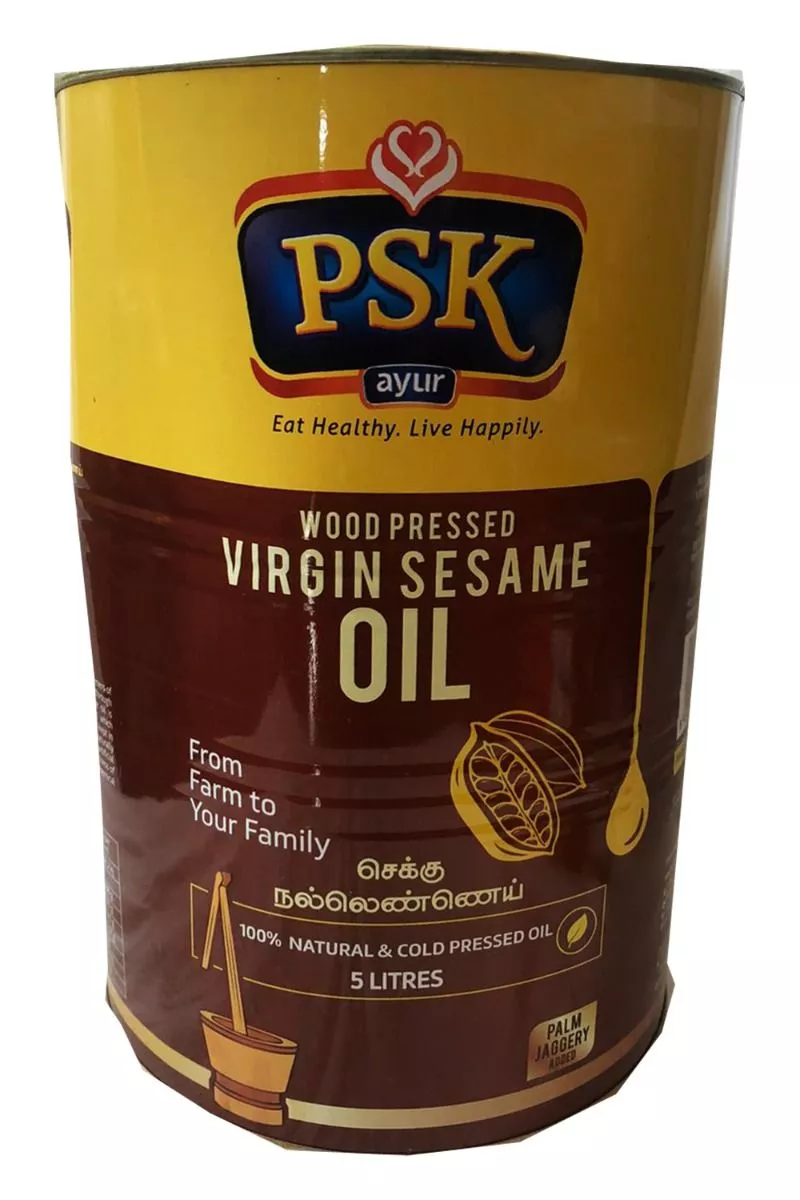 PSK
ayur
Eat Healthy. Live Happily.
WOOD PRESSED
VIRGIN SESAME
OIL
From
Farm to
Your Family
செக்கு
நல்லெண்ணெய்
100% NATURAL & COLD PRESSED OIL
5 LITRES
PALM
JAGGERY
ADDED